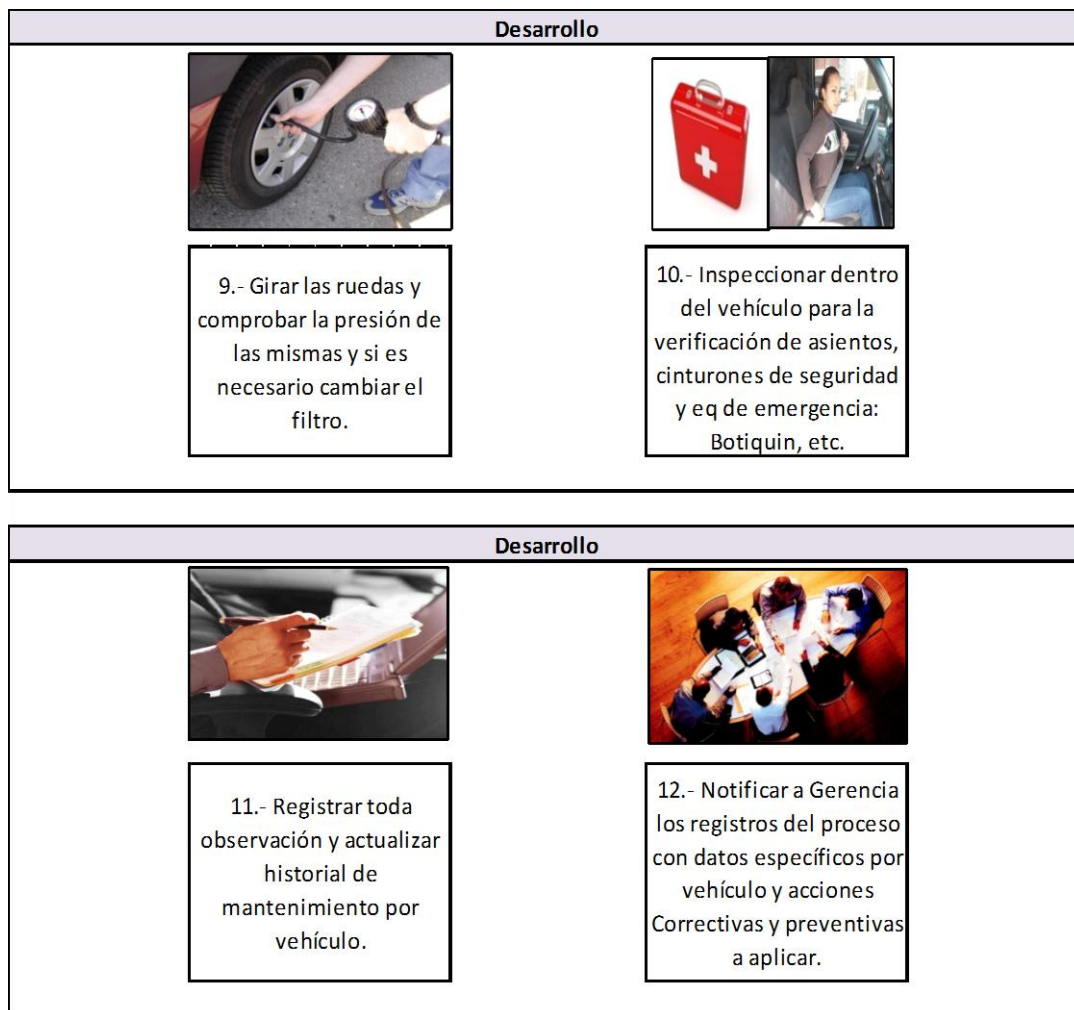 Desarrollo
9.- Girar las ruedas y
comprobar la presión de
las mismas y si es
necesario cambiar el
filtro.
10.- Inspeccionar dentro
del vehículo para la
verificación de asientos,
cinturones de seguridad
y eq de emergencia:
Botiquin, etc.
Desarrollo
11.- Registrar toda
observación y actualizar
historial de
mantenimiento por
vehículo.
12.- Notificar a Gerencia
los registros del proceso
con datos específicos por
vehículo y acciones
Correctivas y preventivas
a aplicar.